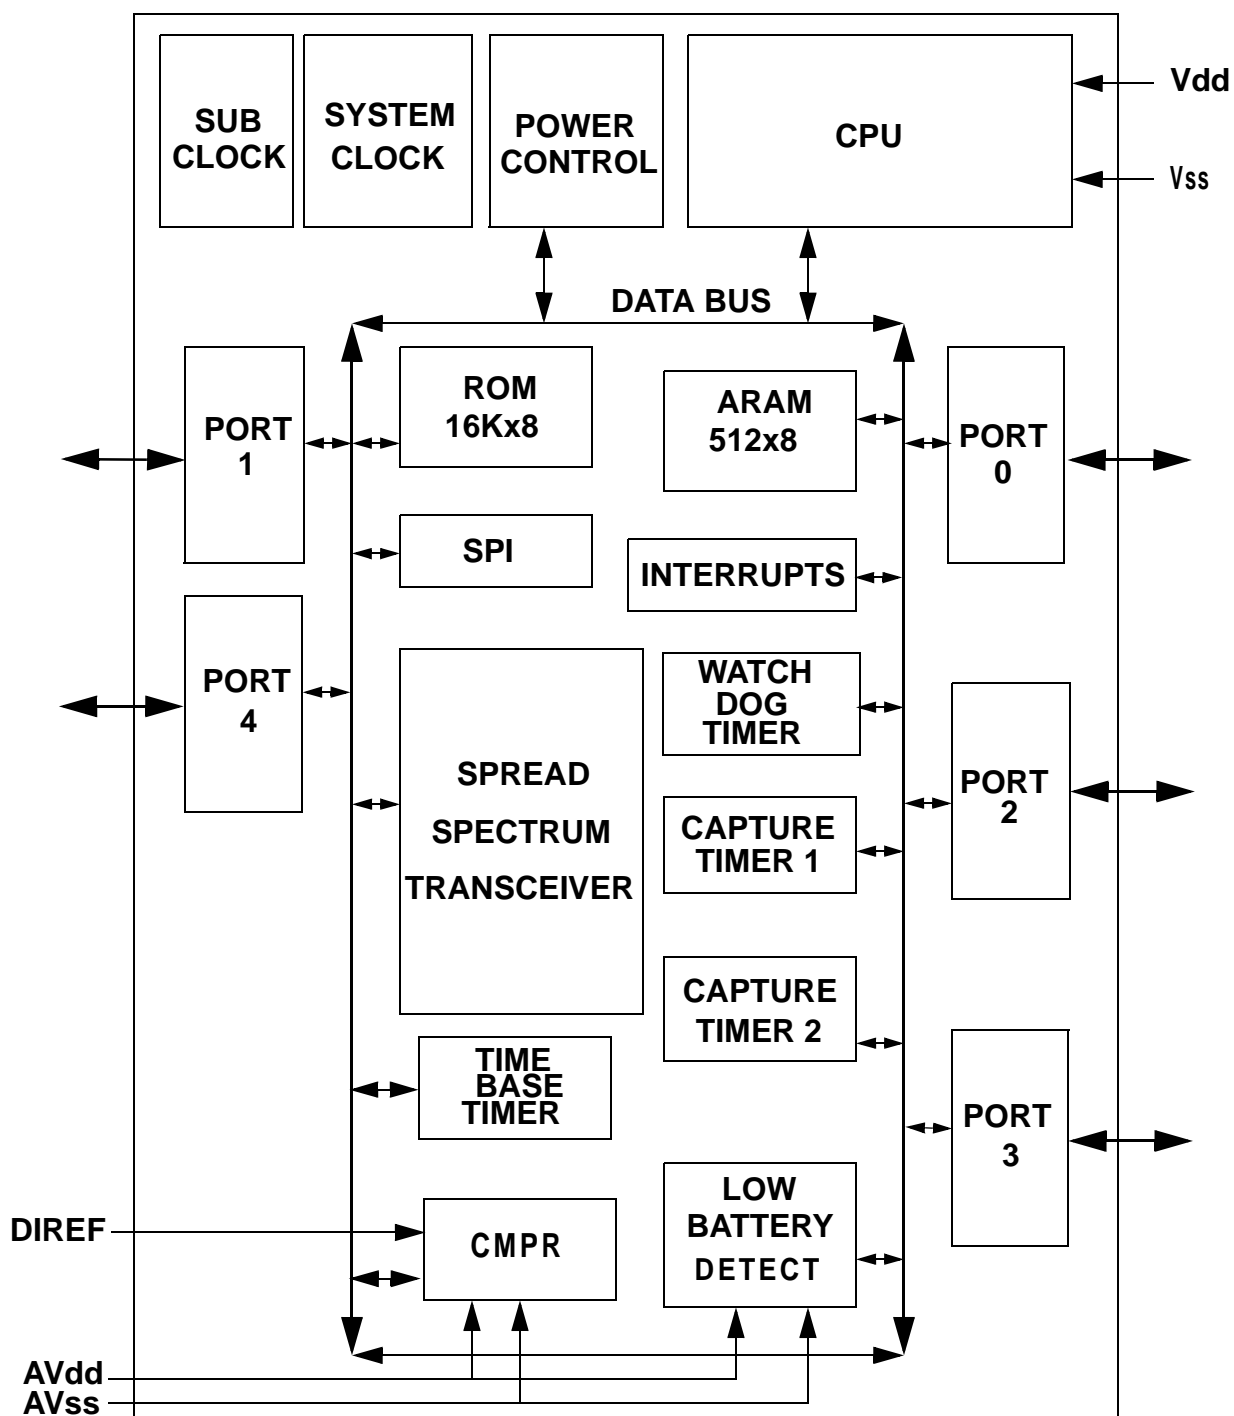 SUB
CLOCK
SYSTEM
CLOCK
POWER
CONTROL
CPU
Vdd
Vss
DATA BUS
PORT
1
ROM
16Kx8
ARAM
512x8
PORT
0
SPI
INTERRUPTS
PORT
4
SPREAD
SPECTRUM
TRANSCEIVER
WATCH
DOG
TIMER
PORT
2
CAPTURE
TIMER 1
CAPTURE
TIMER 2
TIME
BASE
TIMER
PORT
3
DIREF
CMPR
LOW
BATTERY
DETECT
AVdd
AVss